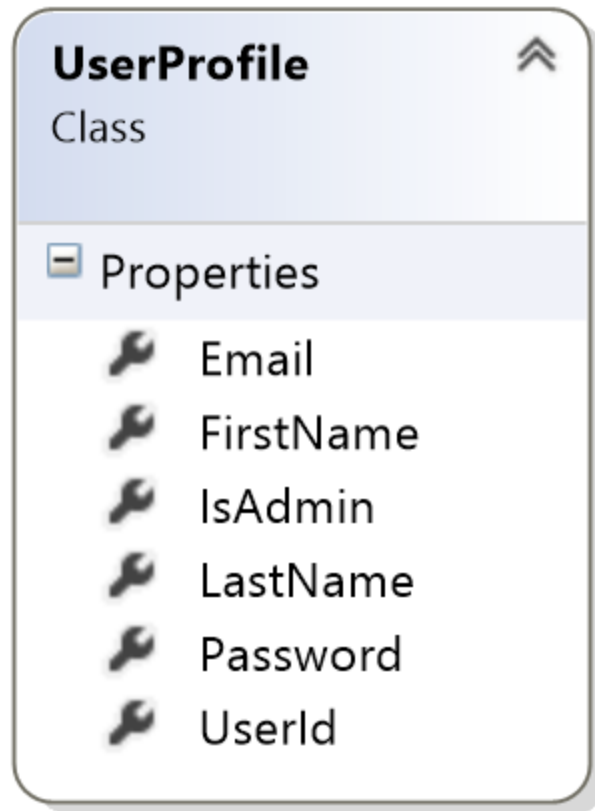 UserProfile
Class
Properties
Email
FirstName
IsAdmin
LastName
Password
UserId